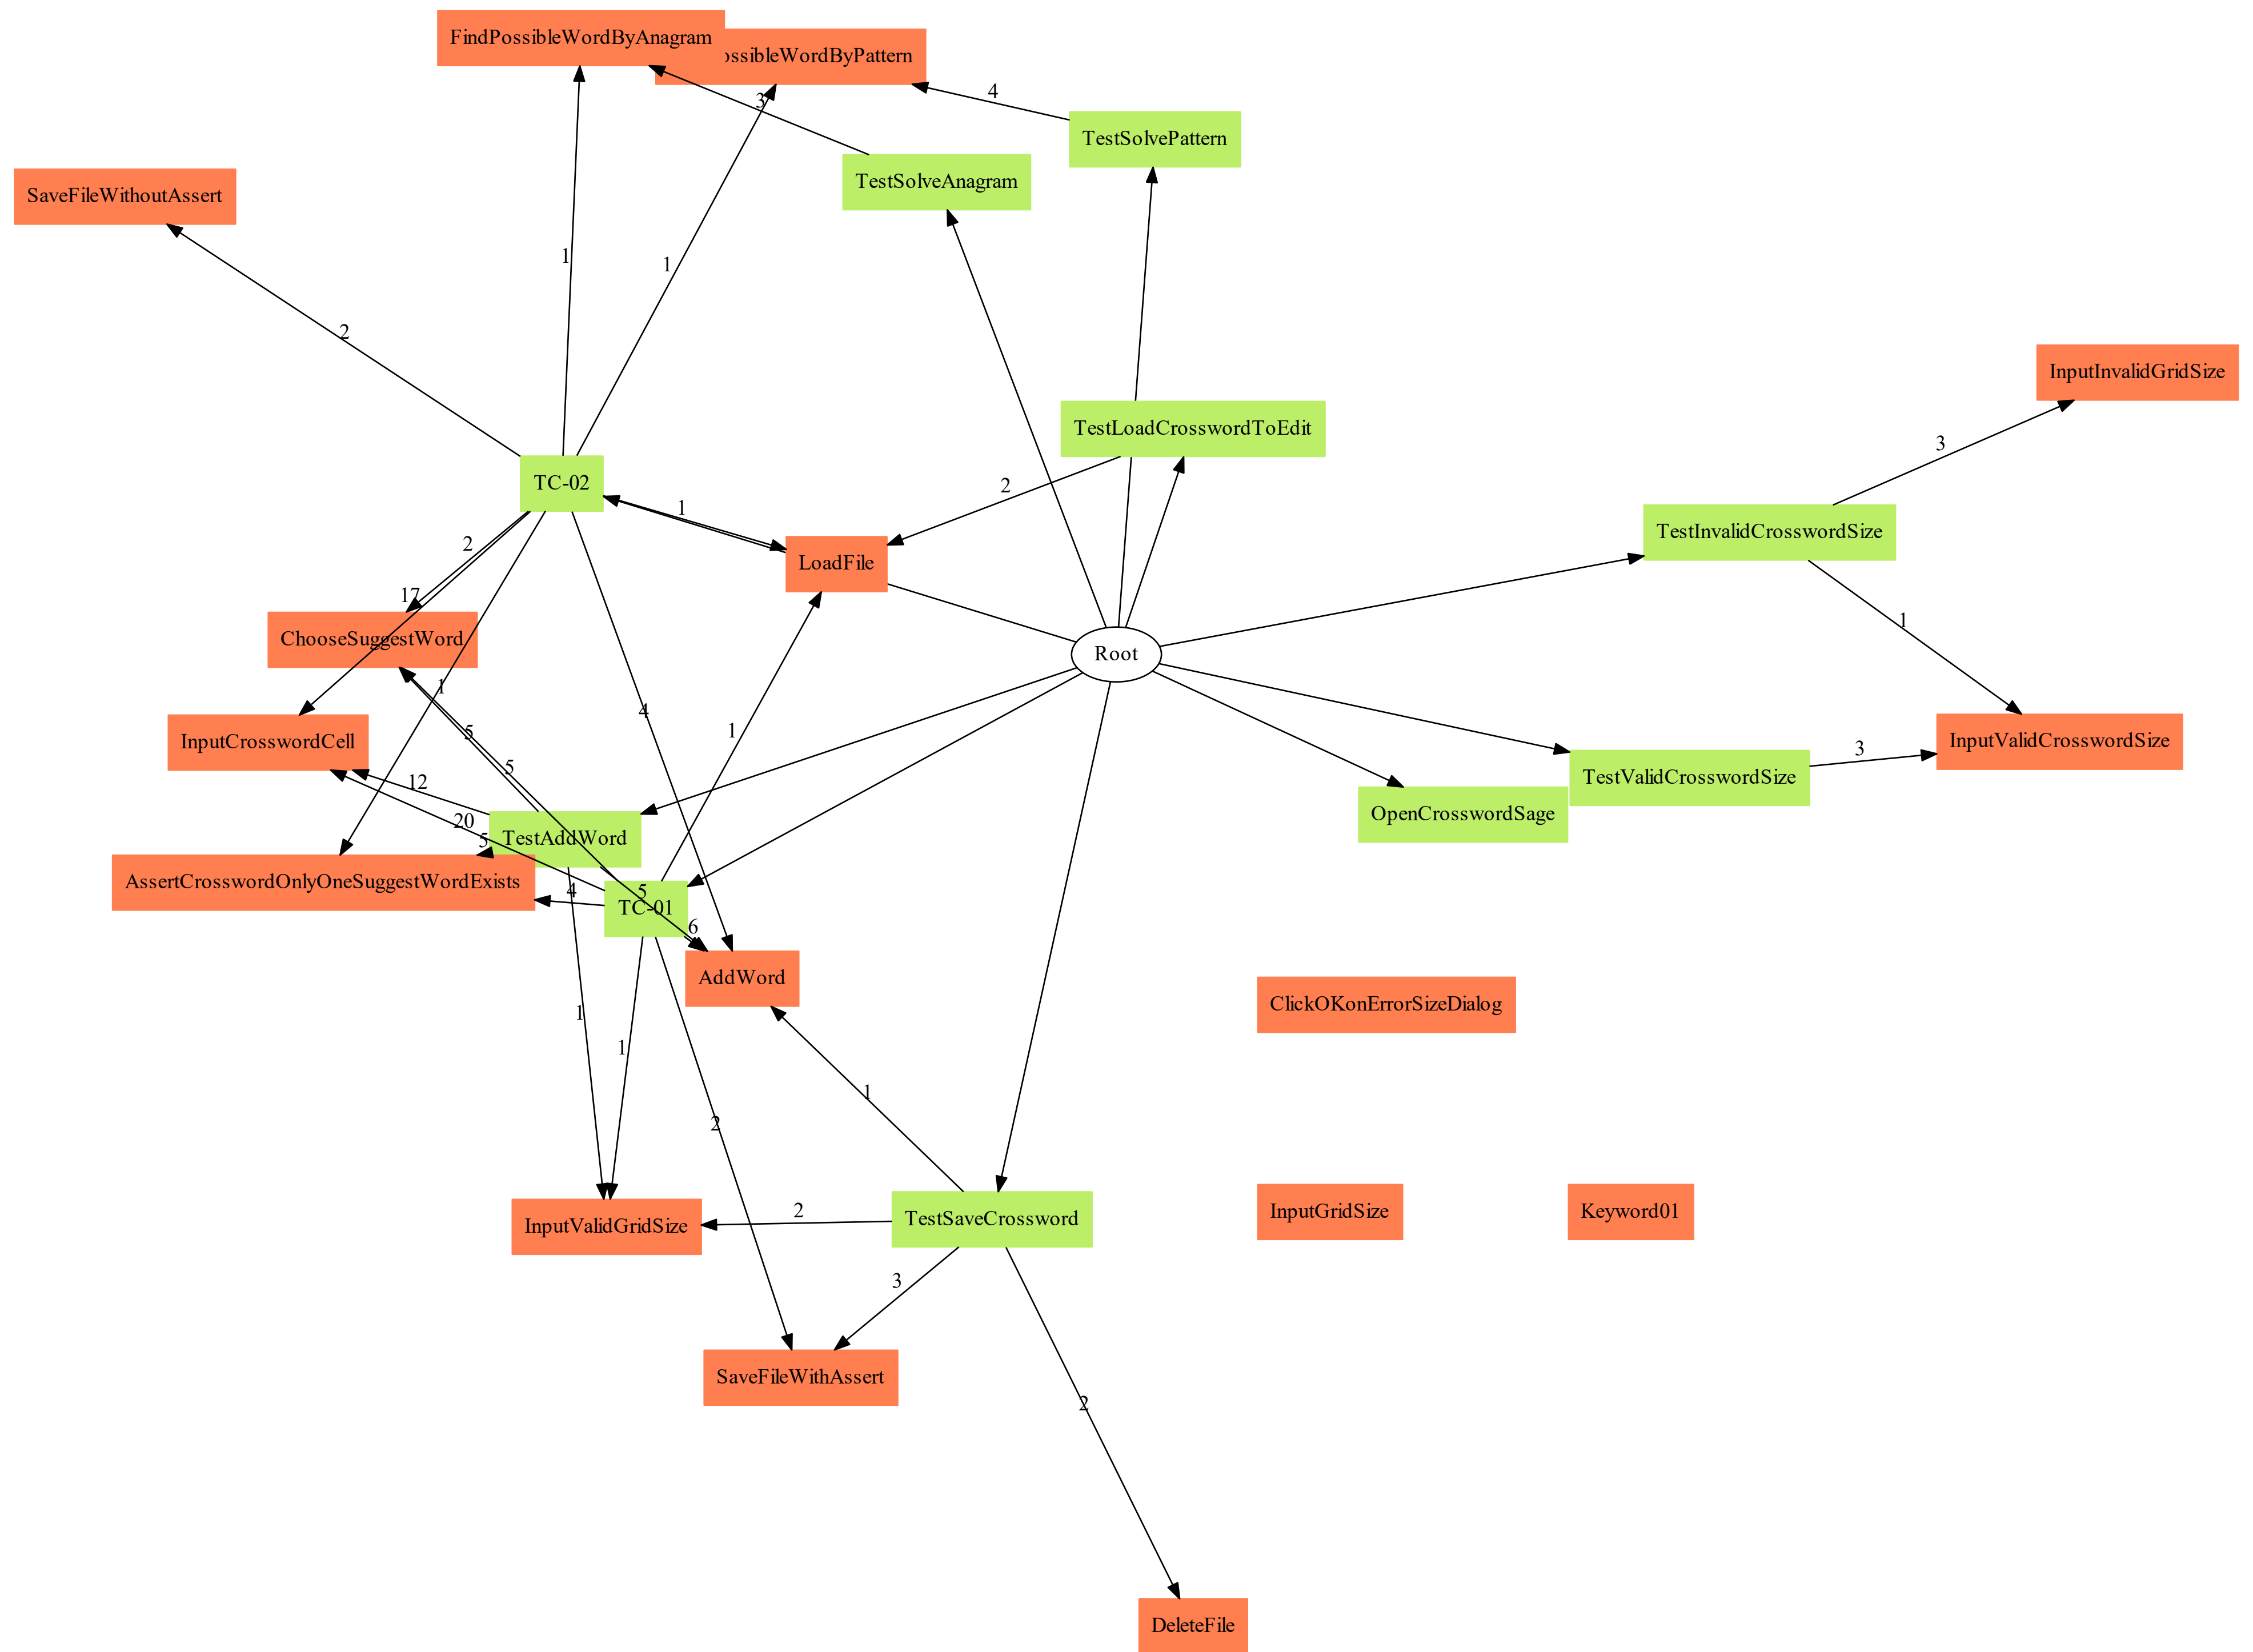 FindPossibleWordByAnagram
ossibleWordByPattern
4
3
TestSolvePattern
TestSolveAnagram
SaveFileWithoutAssert
1
1
2
InputInvalidGridSize
TestLoadCrosswordToEdit
3
TC-02
2
1
TestInvalidCrosswordSize
2
LoadFile
17
1
ChooseSuggestWord
Root
1
4
5
1
InputCrosswordCell
InputValidCrosswordSize
3
5
TestValidCrosswordSize
12
OpenCrosswordSage
20
5
TestAddWord
AssertCrosswordOnlyOneSuggestWordExists
4
5
TC-01
6
AddWord
ClickOKonErrorSizeDialog
1
1
1
2
2
InputValidGridSize
TestSaveCrossword
InputGridSize
Keyword01
3
SaveFileWithAssert
2
DeleteFile